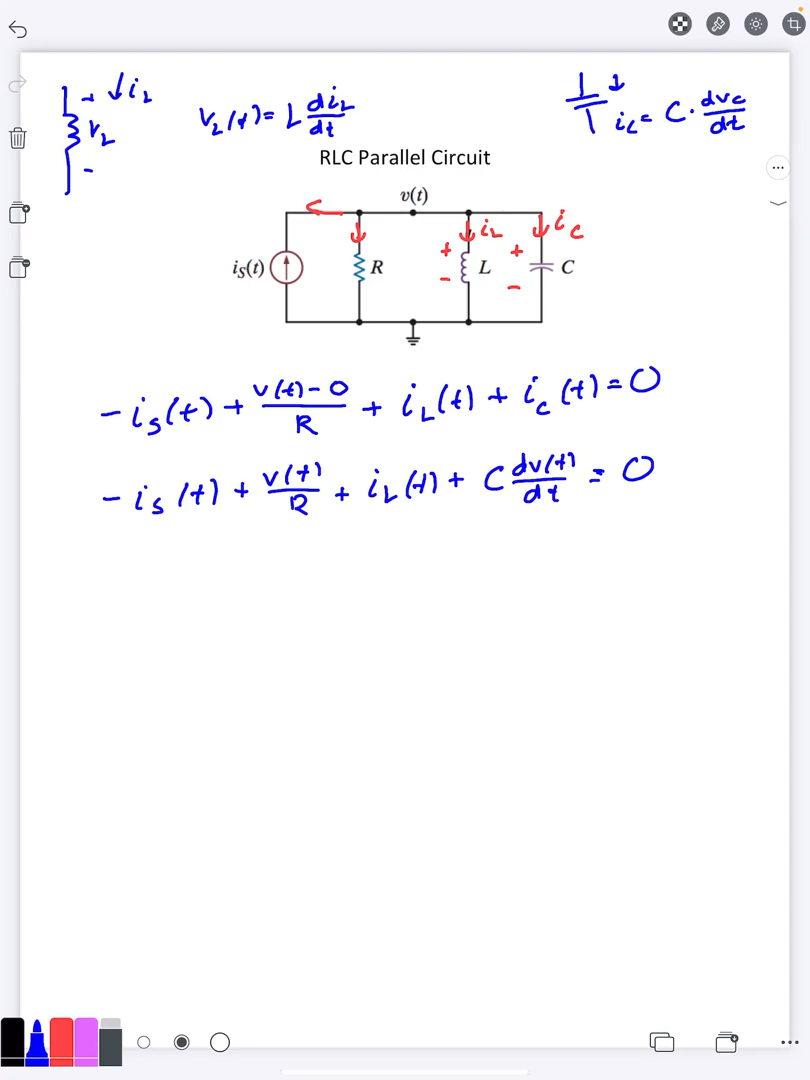 + ↓ i_L
v_L
-
v_L(t) = L di_L/dt
↓ i_c = C · dv_c/dt
RLC Parallel Circuit
v(t)
i_S(t) R + i_L L + i_c C
- -
- i_s(t) + (v(t) - 0)/R + i_L(t) + i_c(t) = 0
- i_s(t) + v(t)/R + i_L(t) + C dv(t)/dt = 0